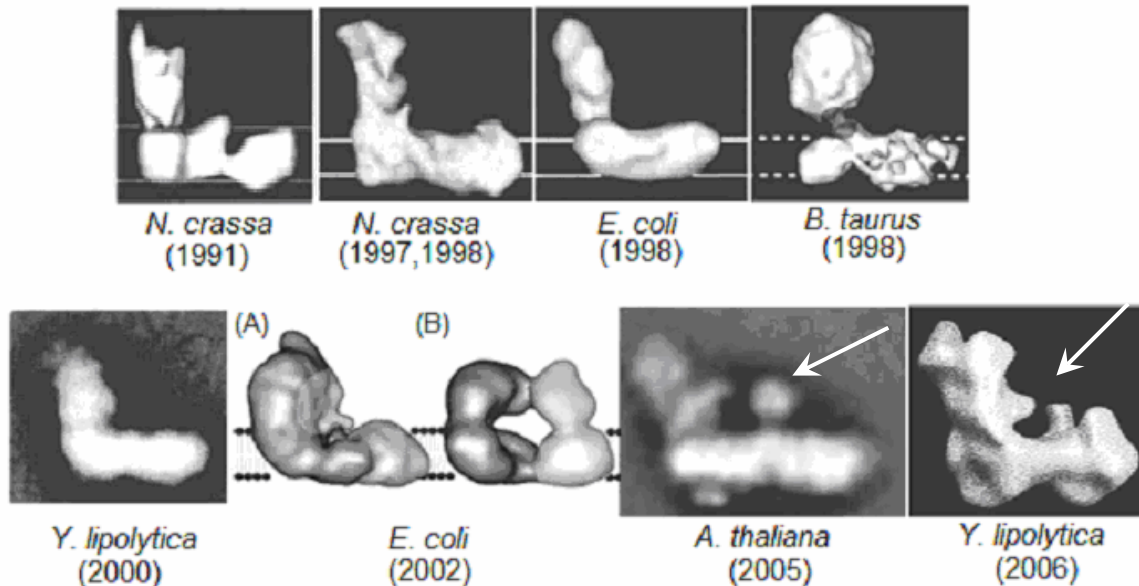 N. crassa N. crassa E. coli B. taurus
(1991) (1997,1998) (1998) (1998)
(A) (B)
Y. lipolytica E. coli A. thaliana Y. lipolytica
(2000) (2002) (2005) (2006)